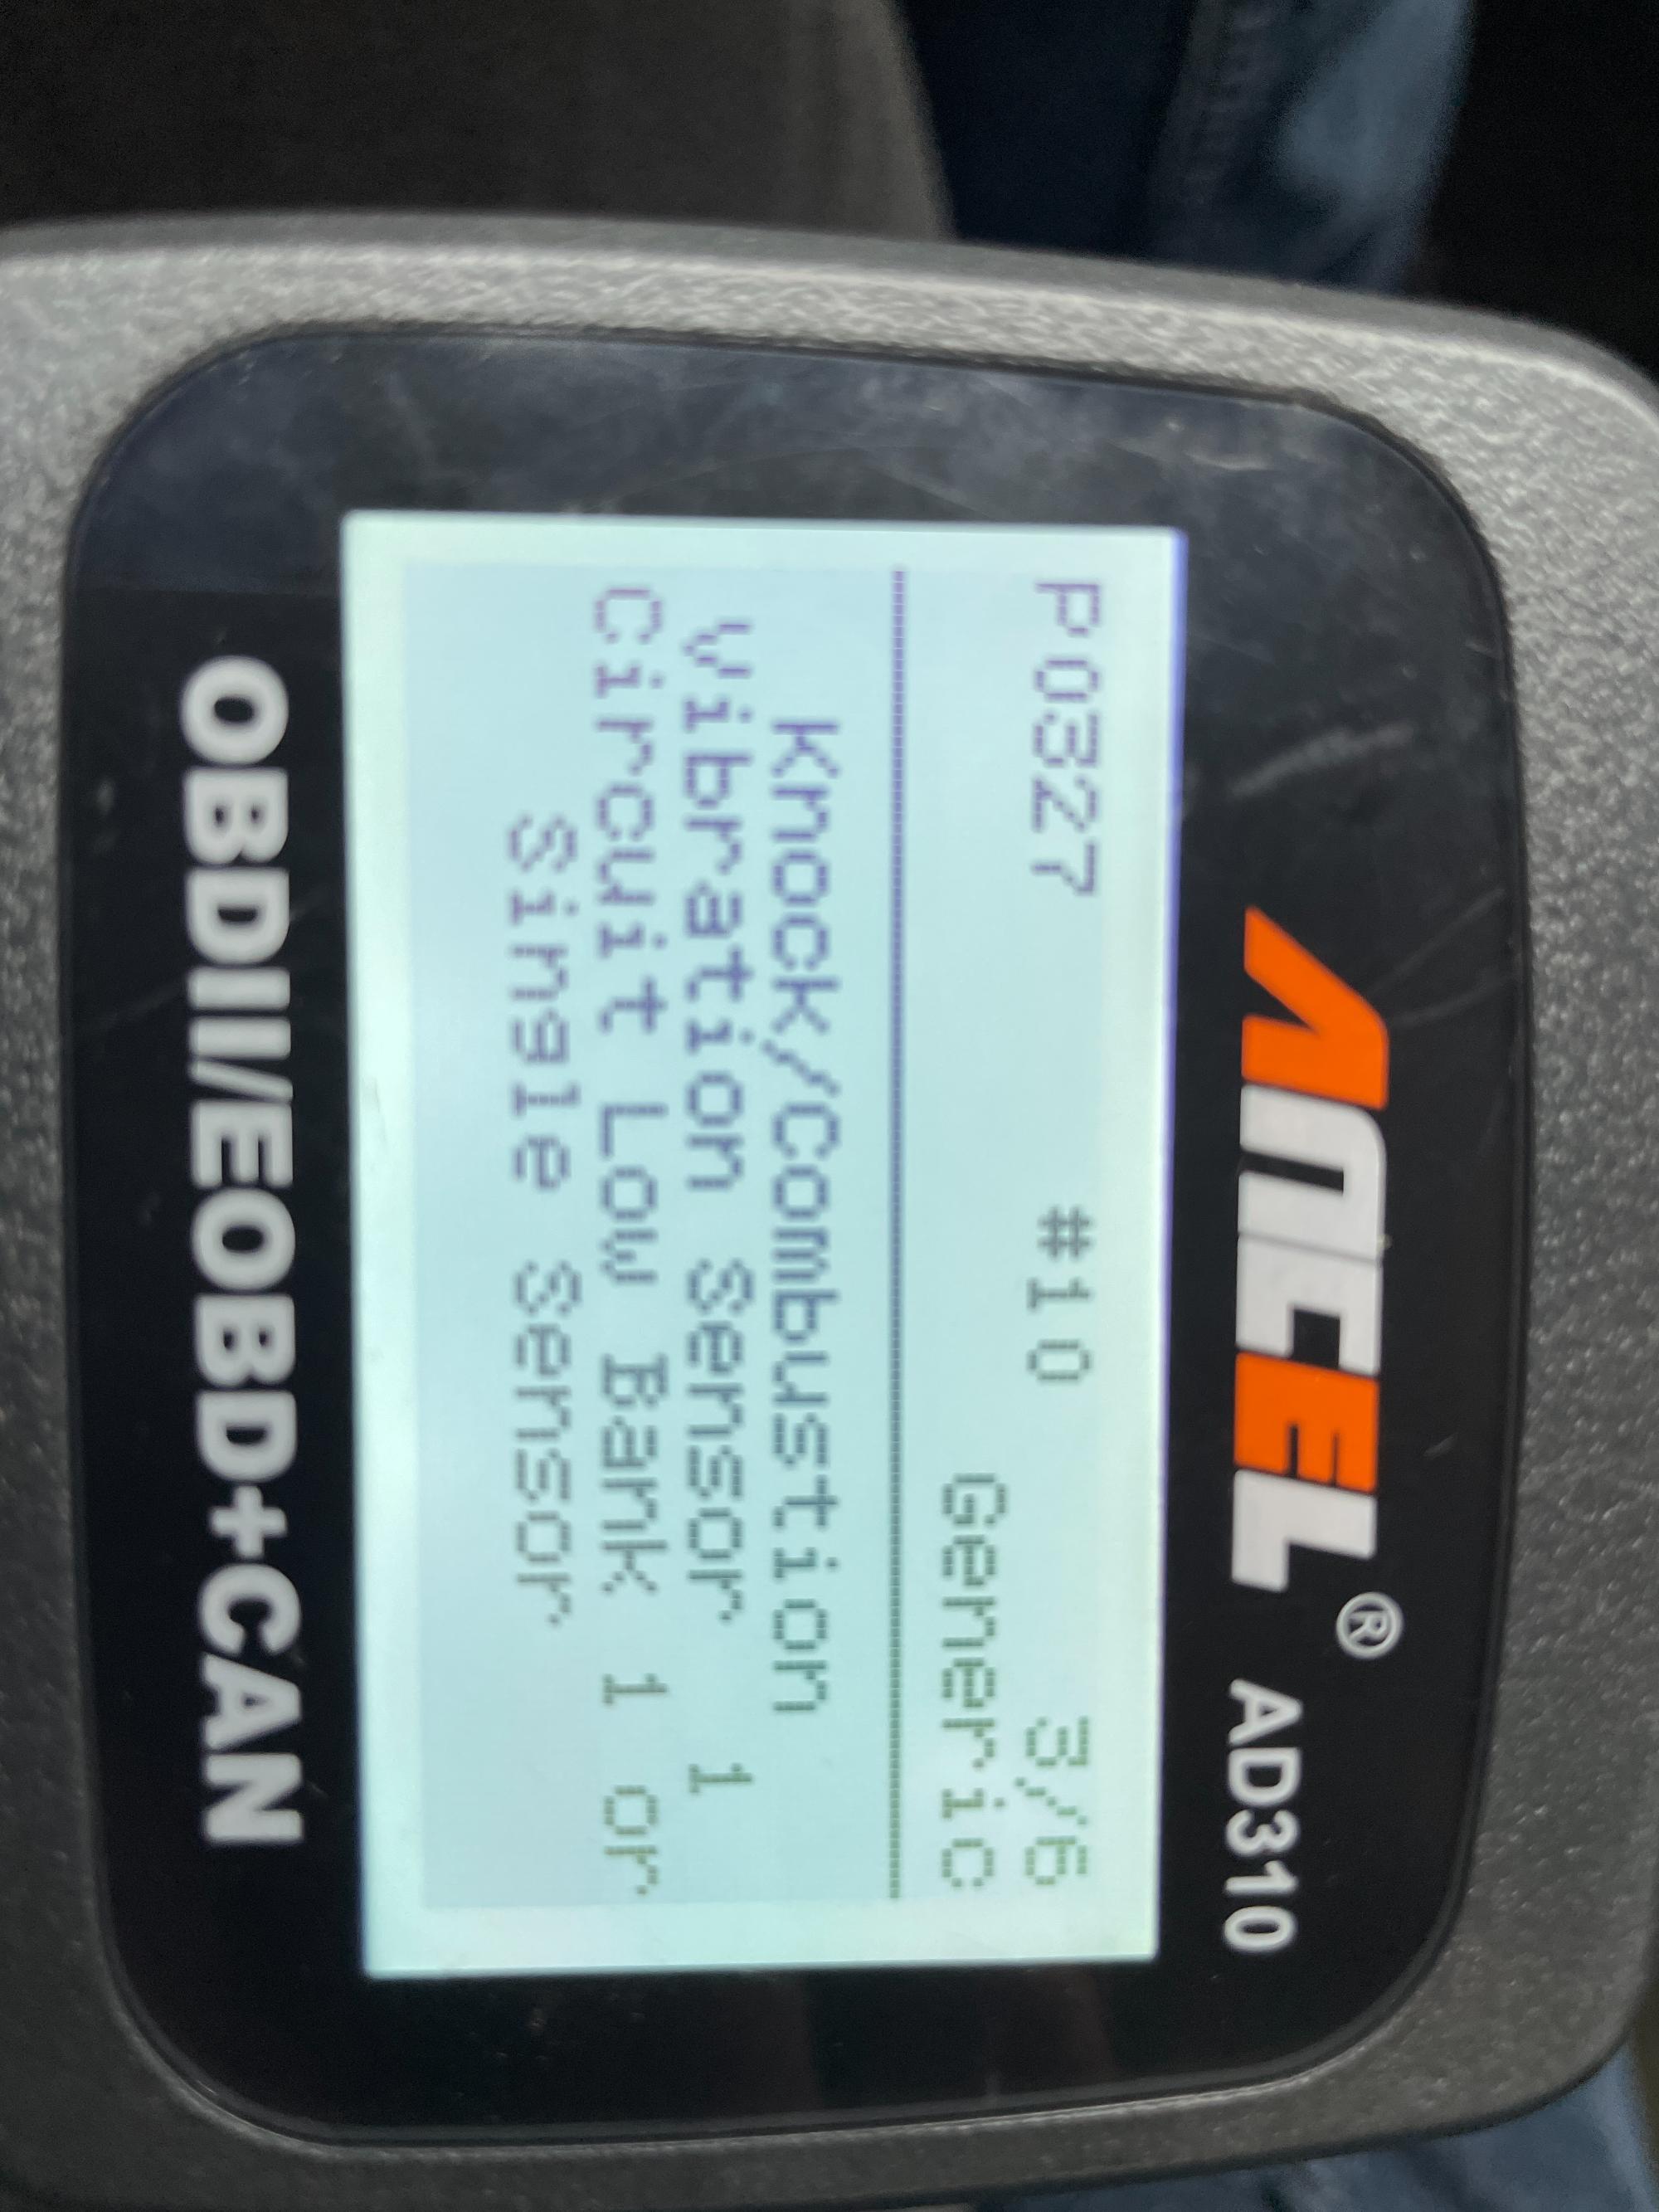 ANCEL® AD310
P0327 #10 3/6
Generic
Knock/Combustion
Vibration Sensor 1
Circuit Low Bank 1 or
Single Sensor
OBDII/EOBD+CAN